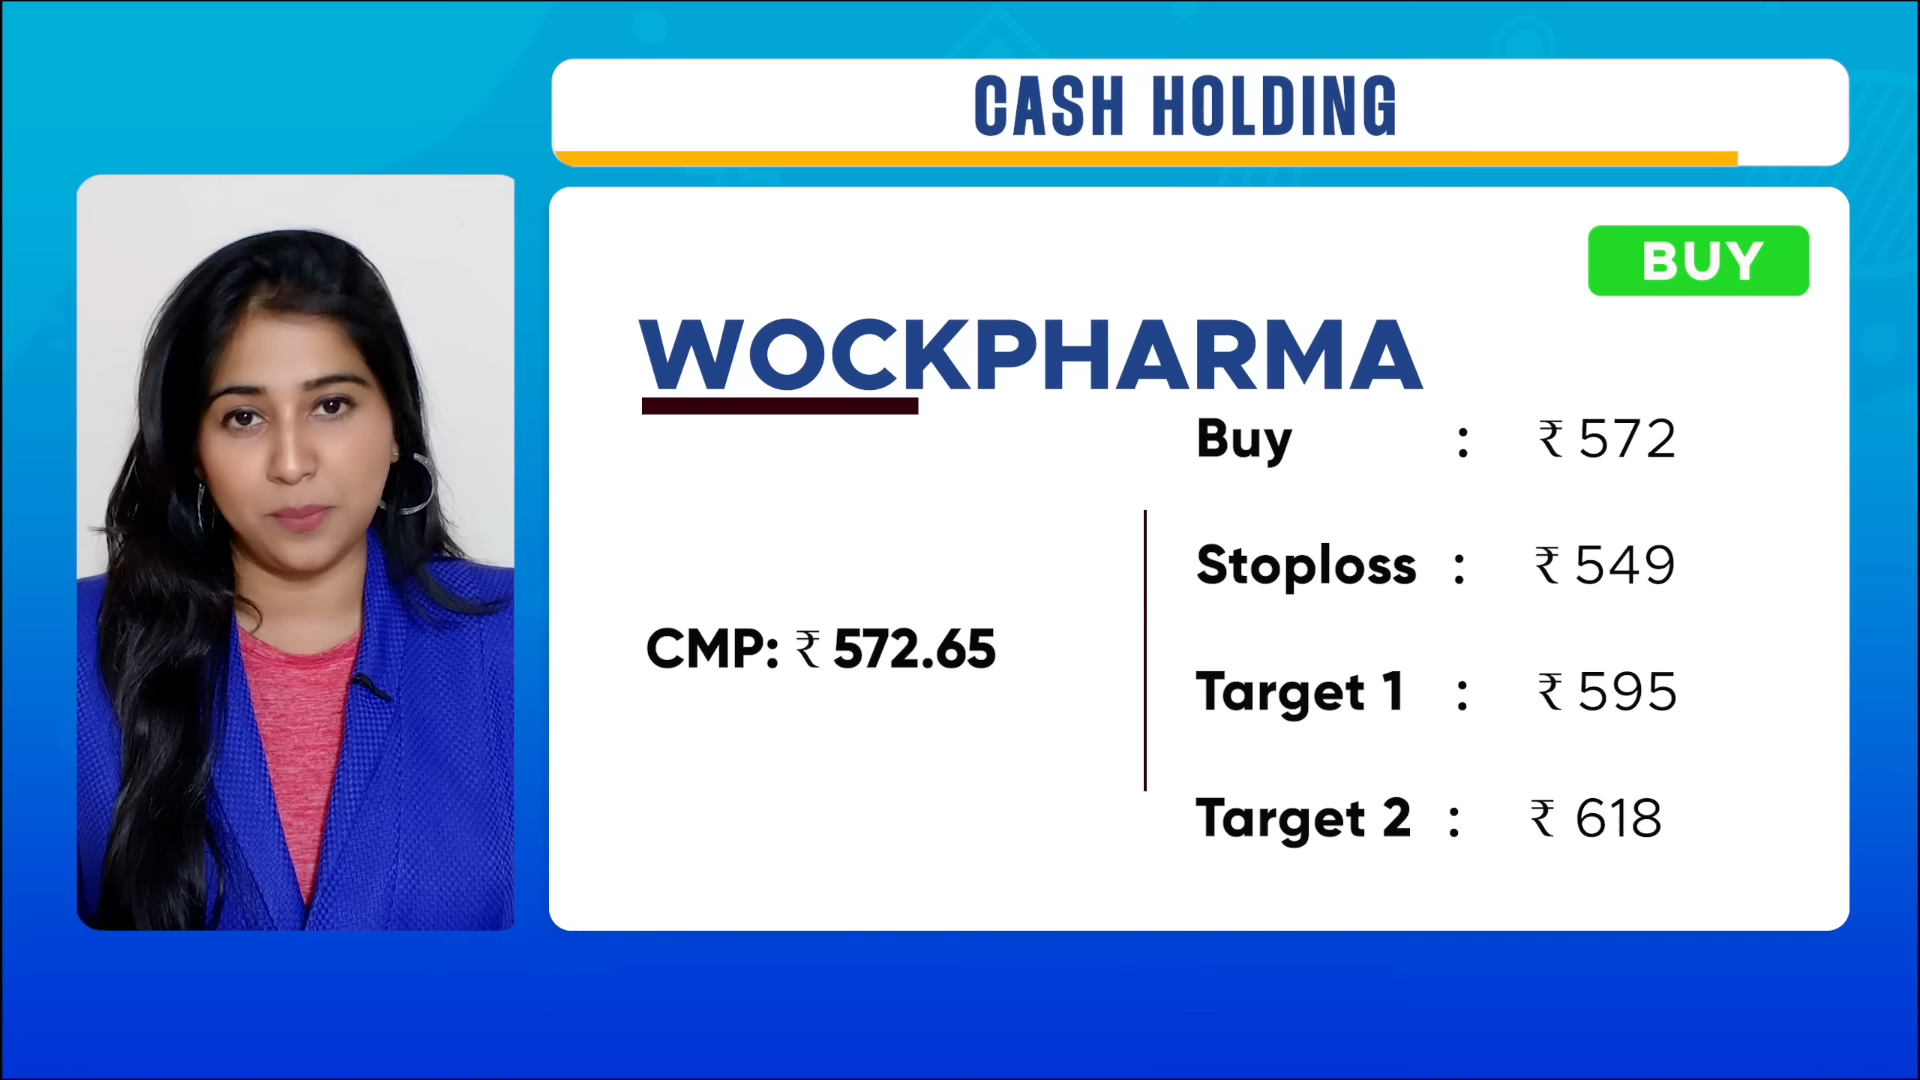 CASH HOLDING
BUY
WOCKPHARMA
CMP: ₹ 572.65
Buy : ₹ 572
Stoploss : ₹ 549
Target 1 : ₹ 595
Target 2 : ₹ 618